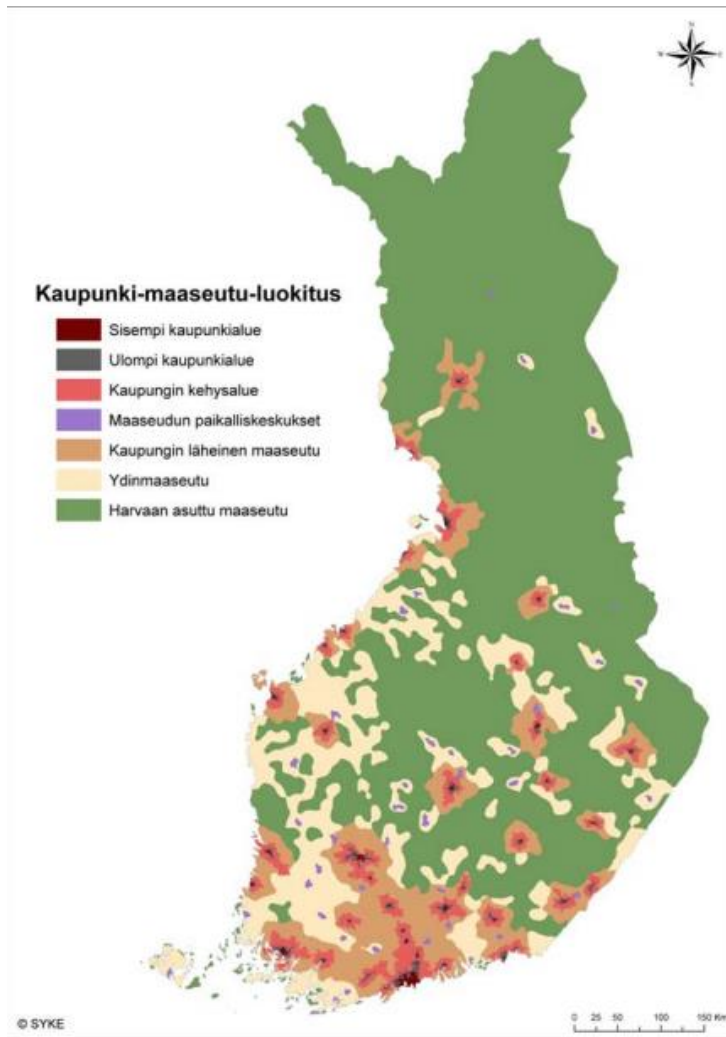 N
W
E
S
Kaupunki-maaseutu-luokitus
Sisempi kaupunkialue
Ulompi kaupunkialue
Kaupungin kehysalue
Maaseudun paikalliskeskukset
Kaupungin läheinen maaseutu
Ydinmaaseutu
Harvaan asuttu maaseutu
© SYKE
0 25 50 100 150 Km